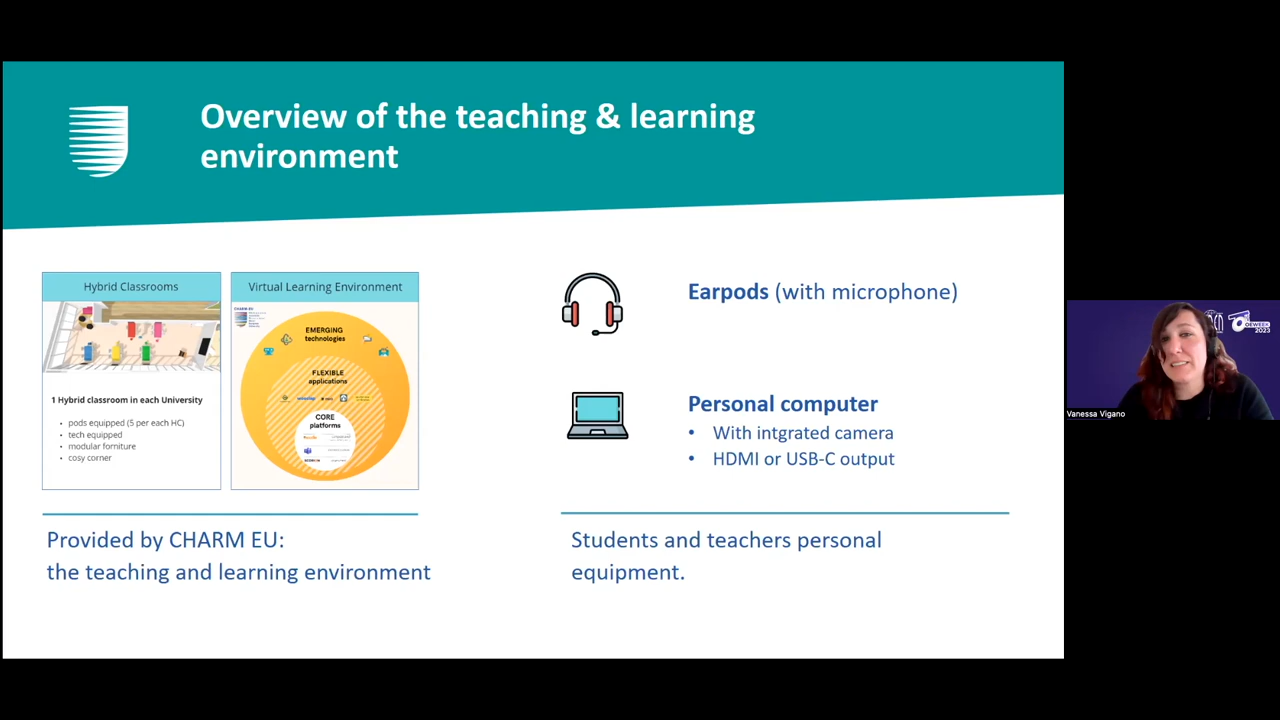 Overview of the teaching & learning
environment
Hybrid Classrooms
1 Hybrid classroom in each University
• pods equipped (5 per each HC)
• tech equipped
• modular forniture
• cosy corner
Virtual Learning Environment
CHARM EU
EMERGING
technologies
FLEXIBLE
applications
CORE
platforms
Provided by CHARM EU:
the teaching and learning environment
Earpods (with microphone)
Personal computer
• With intgrated camera
• HDMI or USB-C output
Students and teachers personal
equipment.
OEWEEK
2023
Vanessa Vigano